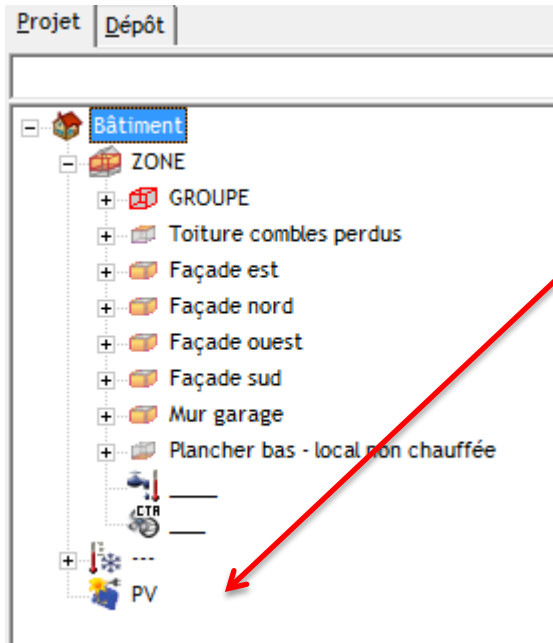 Projet Dépôt
Bâtiment
ZONE
GROUPE
Toiture combles perdus
Façade est
Façade nord
Façade ouest
Façade sud
Mur garage
Plancher bas - local non chauffée
____
CTA ___
---
PV